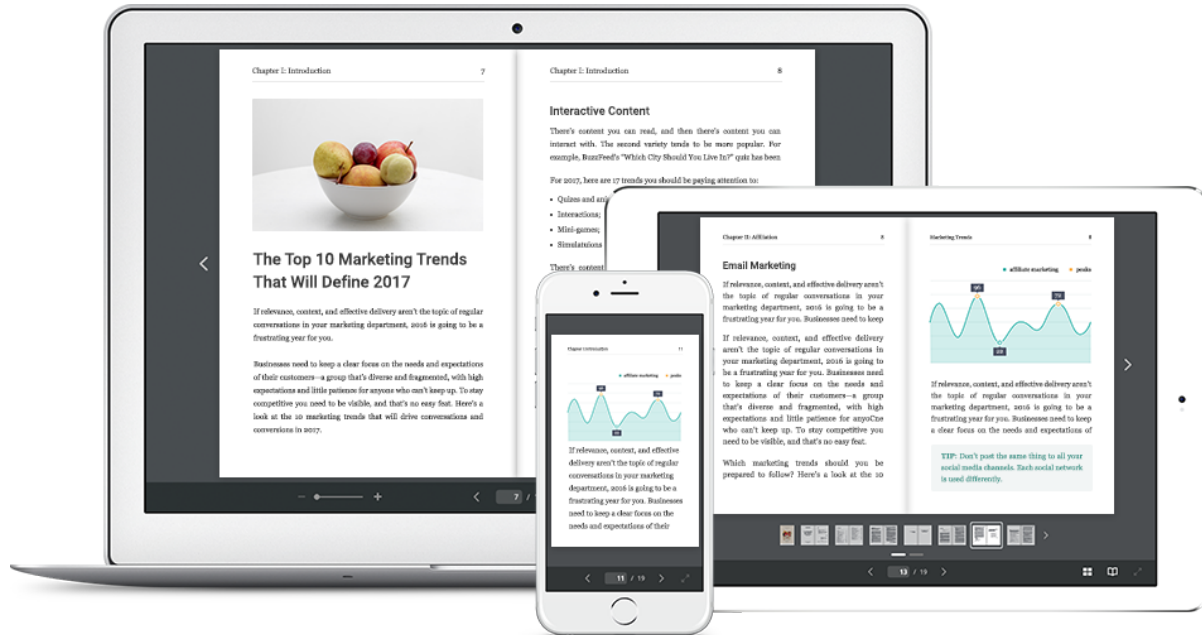 Chapter I: Introduction 7
The Top 10 Marketing Trends
That Will Define 2017
If relevance, context, and effective delivery aren't the topic of regular
conversations in your marketing department, 2016 is going to be a
frustrating year for you.
Businesses need to keep a clear focus on the needs and expectations
of their customers—a group that's diverse and fragmented, with high
expectations and little patience for anyone who can't keep up. To stay
competitive you need to be visible, and that's no easy feat. Here's a
look at the 10 marketing trends that will drive conversations and
conversions in 2017.
7 /
Chapter I: Introduction 8
Interactive Content
There's content you can read, and then there's content you can
interact with. The second variety tends to be more popular. For
example, BuzzFeed's "Which City Should You Live In?" quiz has been
For 2017, here are 17 trends you should be paying attention to:
• Quizes and
• Interactions;
• Mini-games;
• Simulatuions
There's content
Chapter I: Introduction 11
affiliate marketing peaks
If relevance, context, and effective
delivery aren't the topic of regular
conversations in your marketing
department, 2016 is going to be a
frustrating year for you. Businesses
need to keep a clear focus on the
needs and expectations of their
11 / 19
Chapter II: Affiliation 8
Email Marketing
If relevance, context, and effective delivery aren't
the topic of regular conversations in your
marketing department, 2016 is going to be a
frustrating year for you. Businesses need to keep
If relevance, context, and effective delivery
aren't the topic of regular conversations in
your marketing department, 2016 is going to
be a frustrating year for you. Businesses need
to keep a clear focus on the needs and
expectations of their customers—a group
that's diverse and fragmented, with high
expectations and little patience for anyoCne
who can't keep up. To stay competitive you
need to be visible, and that's no easy feat.
Which marketing trends should you be
prepared to follow? Here's a look at the 10
Marketing Trends 8
affiliate marketing peaks
96
72
22
If relevance, context, and effective delivery aren't
the topic of regular conversations in your
marketing department, 2016 is going to be a
frustrating year for you. Businesses need to keep
a clear focus on the needs and expectations of
TIP: Don't post the same thing to all your
social media channels. Each social network
is used differently.
13 / 19